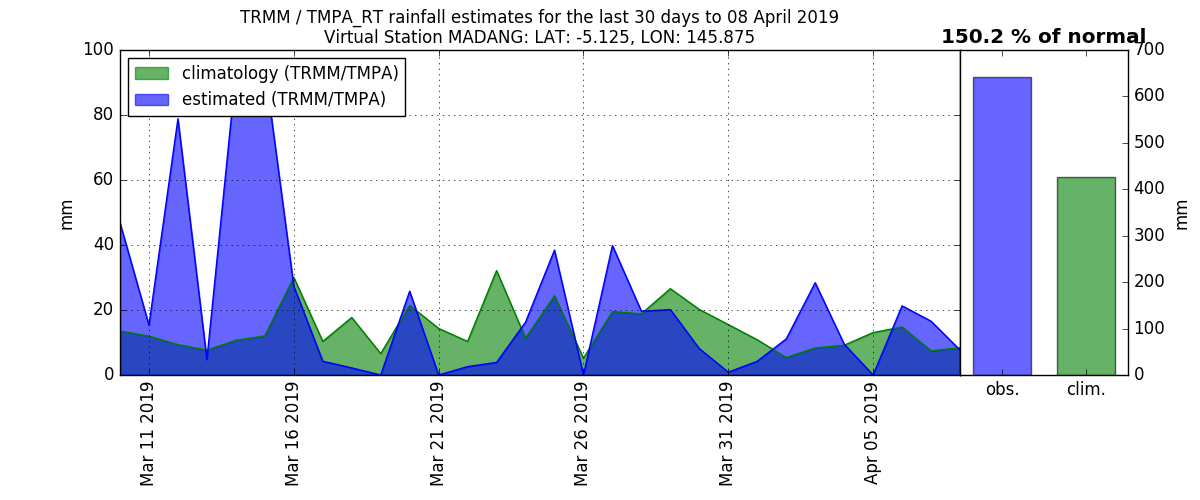 TRMM / TMPA_RT rainfall estimates for the last 30 days to 08 April 2019
Virtual Station MADANG: LAT: -5.125, LON: 145.875
150.2 % of normal
climatology (TRMM/TMPA)
estimated (TRMM/TMPA)
100
80
60
40
20
0
mm
Mar 11 2019
Mar 16 2019
Mar 21 2019
Mar 26 2019
Mar 31 2019
Apr 05 2019
obs.
clim.
700
600
500
400
300
200
100
0
mm